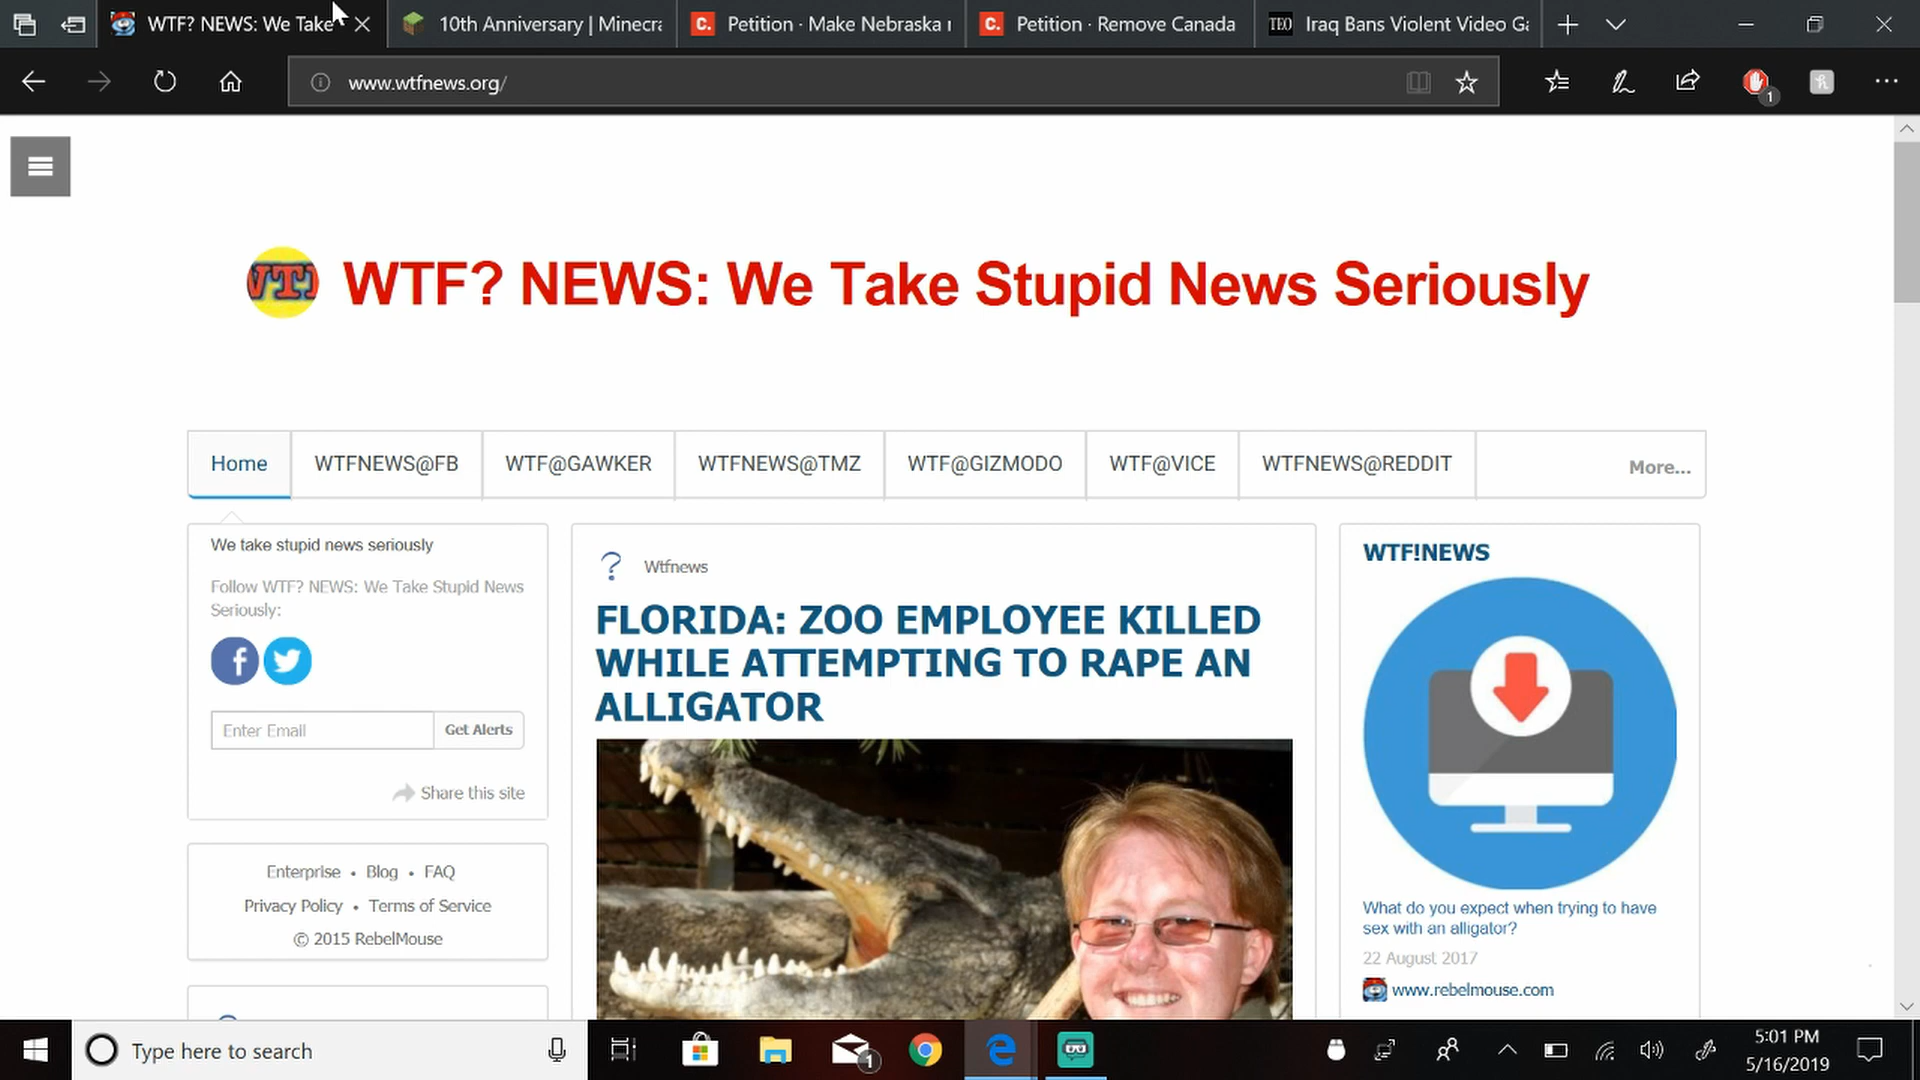 WTF? NEWS: We Take
10th Anniversary | Minecra
C. Petition · Make Nebraska r
C. Petition · Remove Canada
TEO Iraq Bans Violent Video Ga
www.wtfnews.org/
1
WTF? NEWS: We Take Stupid News Seriously
Home
WTFNEWS@FB
WTF@GAWKER
WTFNEWS@TMZ
WTF@GIZMODO
WTF@VICE
WTFNEWS@REDDIT
More...
We take stupid news seriously
Follow WTF? NEWS: We Take Stupid News
Seriously:
Enter Email
Get Alerts
Share this site
Enterprise • Blog • FAQ
Privacy Policy • Terms of Service
© 2015 RebelMouse
Wtfnews
FLORIDA: ZOO EMPLOYEE KILLED
WHILE ATTEMPTING TO RAPE AN
ALLIGATOR
WTF!NEWS
What do you expect when trying to have
sex with an alligator?
22 August 2017
www.rebelmouse.com
Type here to search
1
5:01 PM
5/16/2019